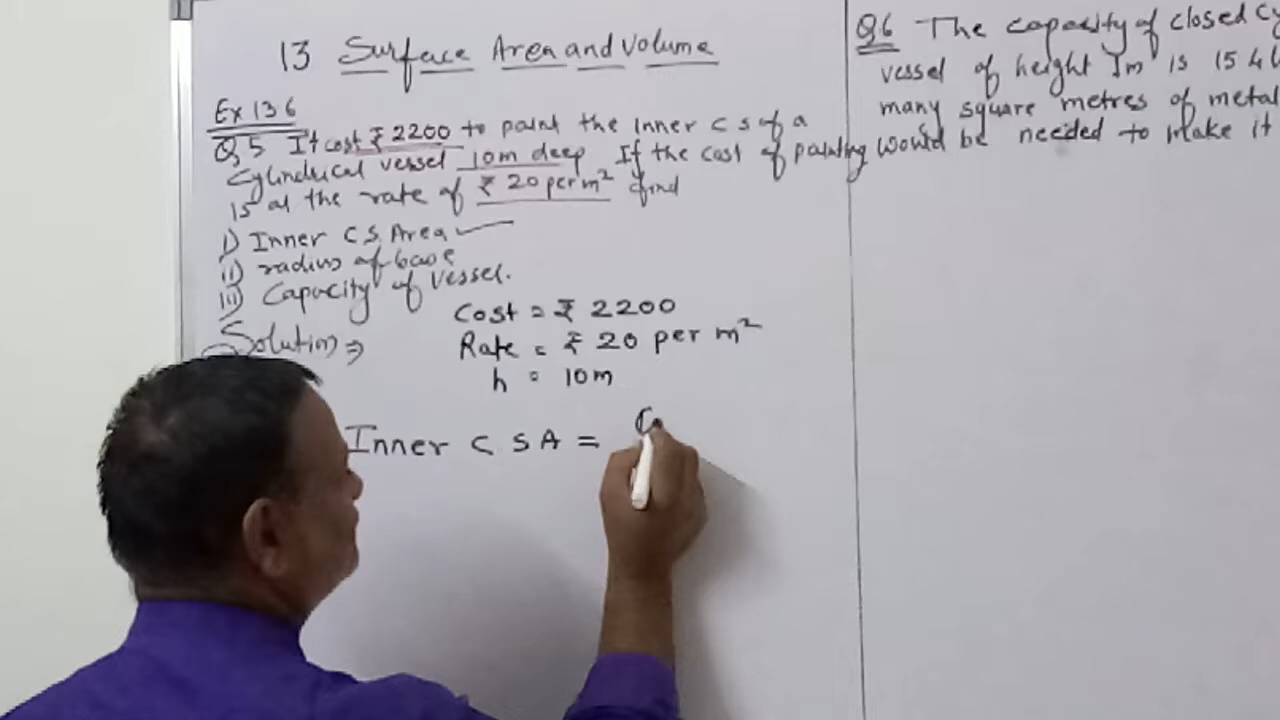 13 Surface Area and Volume
Ex 13 6
Q 5 It cost ₹ 2200 to paint the Inner C S of a
Cylindrical vessel 10m deep If the cost of painting
is at the rate of ₹ 20 per m² find
i) Inner C.S. Area
ii) radius of base
iii) Capacity of Vessel.
Solution ⇒
Cost = ₹ 2200
Rate = ₹ 20 per m²
h = 10m
Inner C S A =
Q6 The capacity of closed Cy
vessel of height 1m is 15 4
many square metres of metal
would be needed to make it